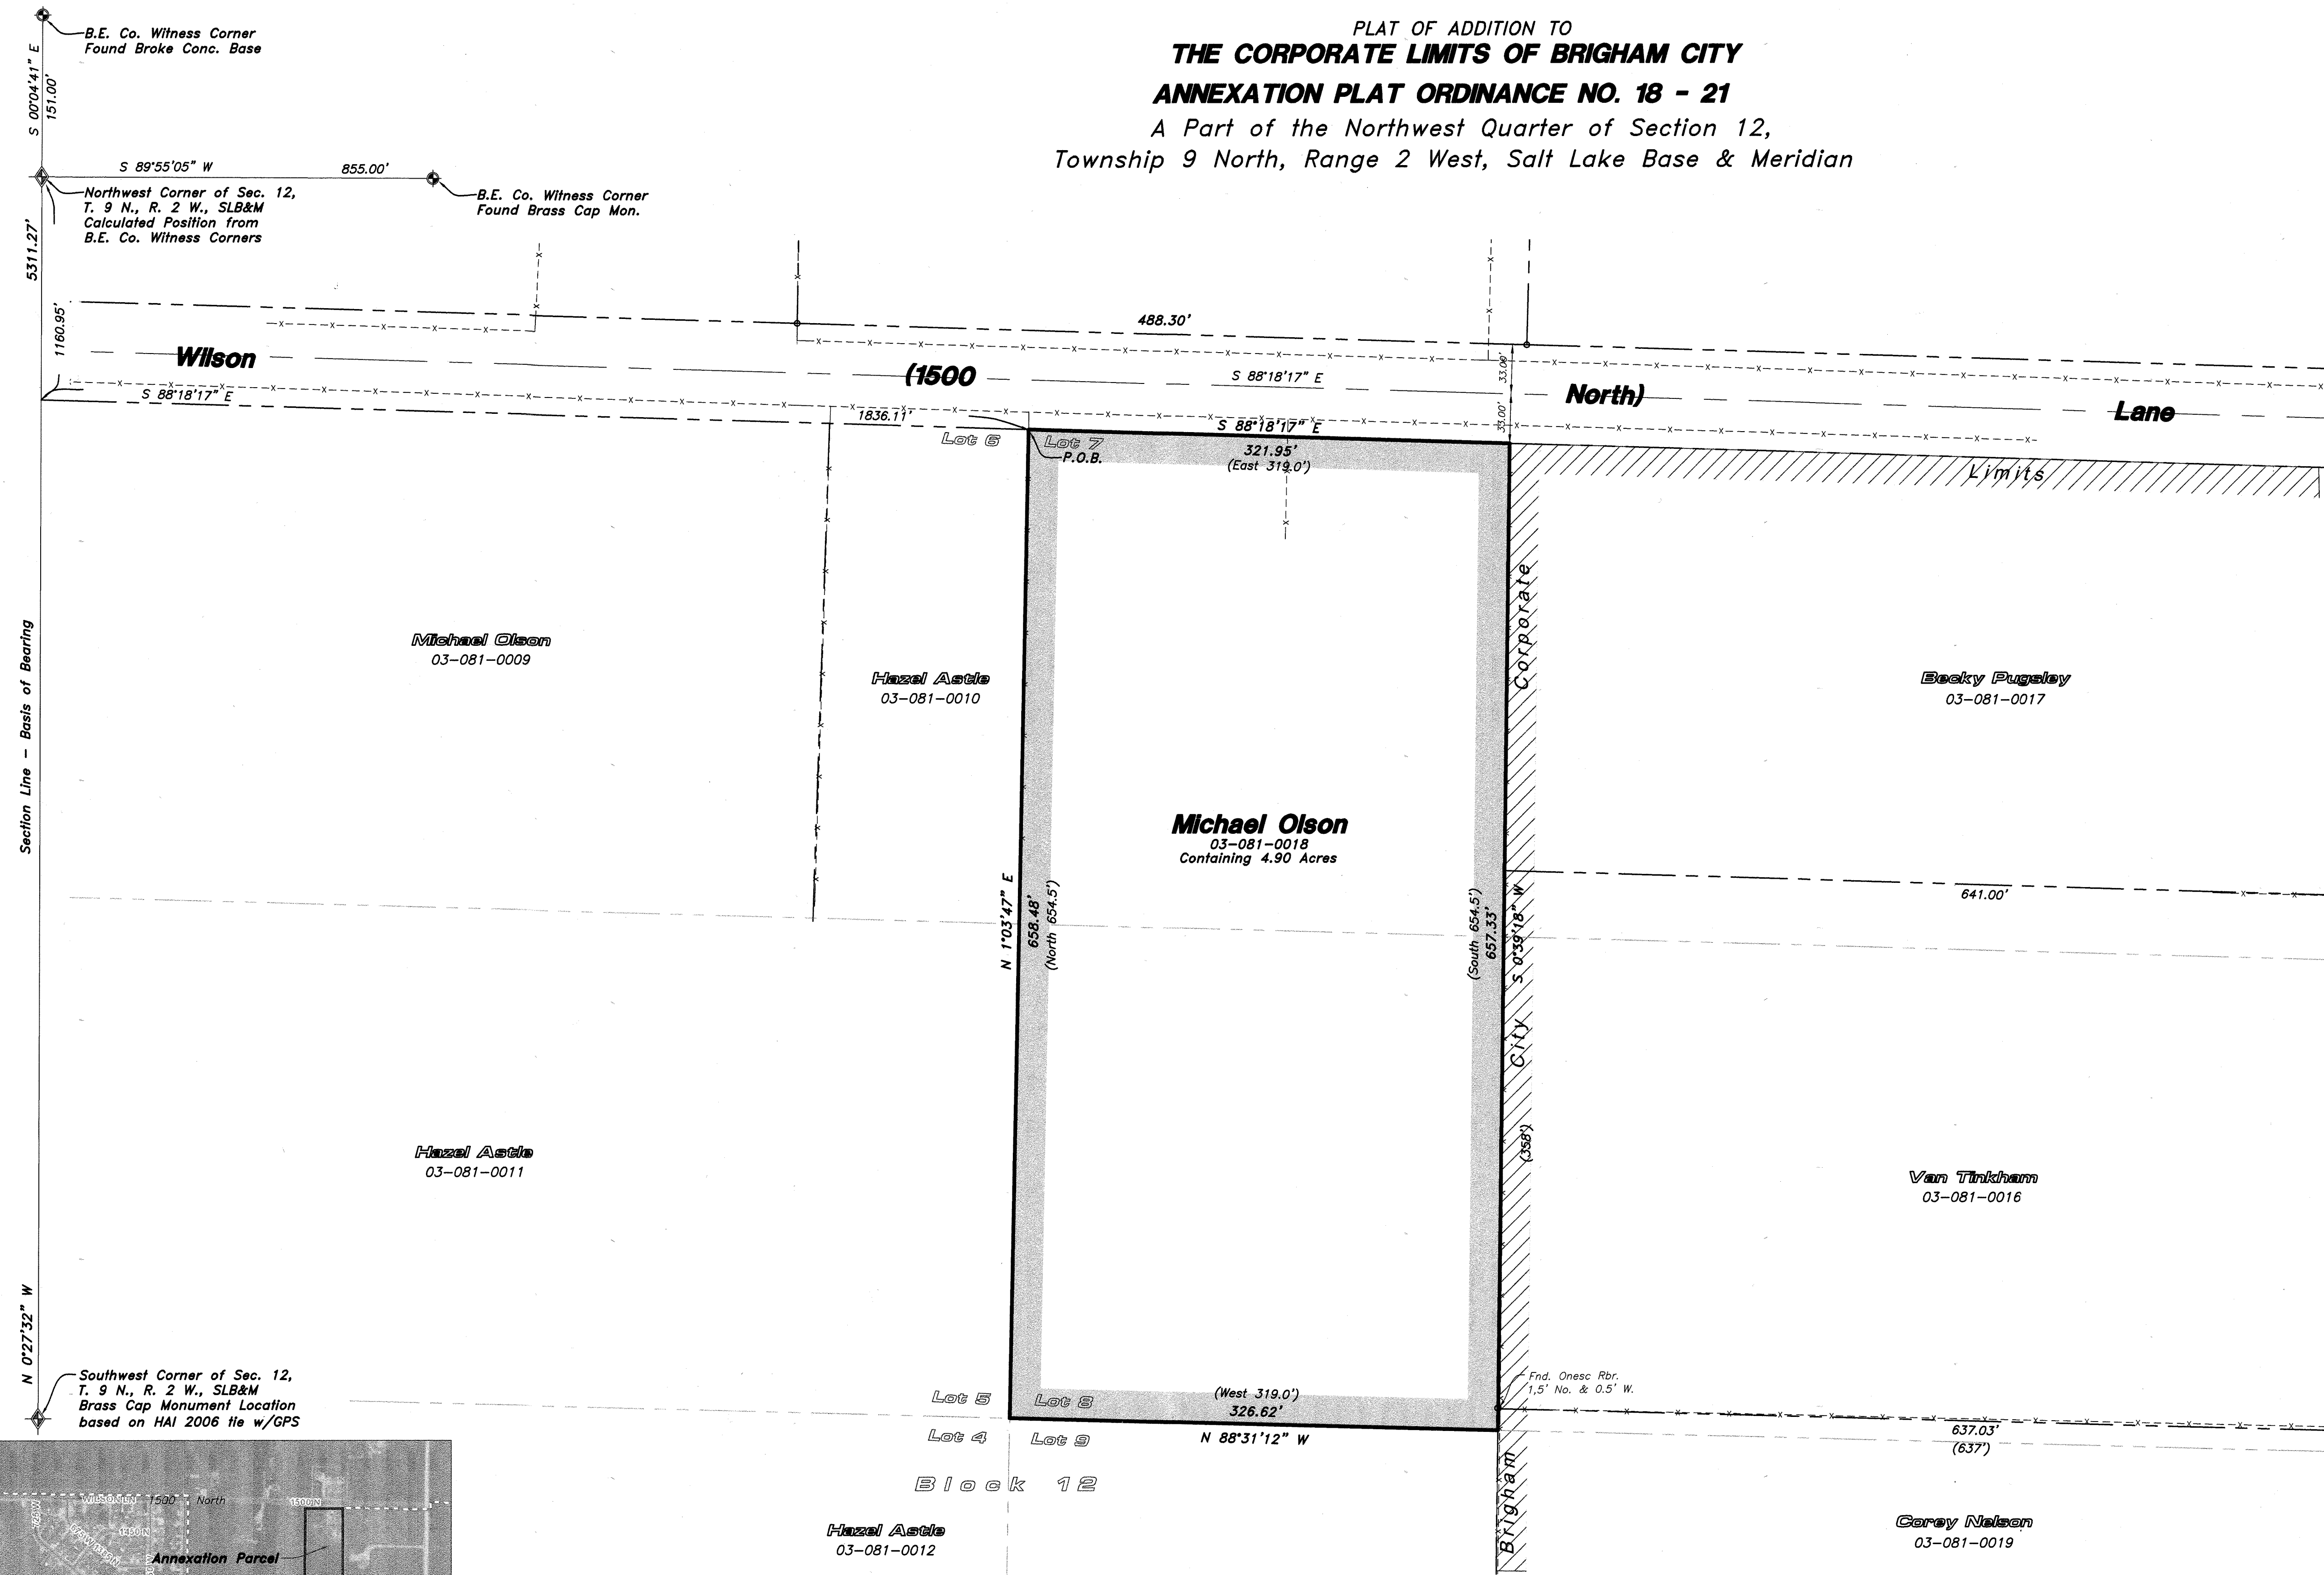 PLAT OF ADDITION TO
THE CORPORATE LIMITS OF BRIGHAM CITY
ANNEXATION PLAT ORDINANCE NO. 18 - 21
A Part of the Northwest Quarter of Section 12,
Township 9 North, Range 2 West, Salt Lake Base & Meridian
B.E. Co. Witness Corner
Found Broke Conc. Base
S 00°04'41" E
151.00'
S 89°55'05" W
855.00'
Northwest Corner of Sec. 12,
T. 9 N., R. 2 W., SLB&M
Calculated Position from
B.E. Co. Witness Corners
B.E. Co. Witness Corner
Found Brass Cap Mon.
5311.27'
1160.95'
488.30'
Wilson
(1500
North)
Lane
S 88°18'17" E
33.00'
33.00'
S 88°18'17" E
1836.11'
Lot 6
Lot 7
P.O.B.
S 88°18'17" E
321.95'
(East 319.0')
Limits
Corporate
Section Line - Basis of Bearing
Michael Olson
03-081-0009
Hazel Astle
03-081-0010
Becky Pugsley
03-081-0017
Michael Olson
03-081-0018
Containing 4.90 Acres
N 1°03'47" E
658.48'
(North 654.5')
(South 654.5')
657.33'
S 0°39'18" W
641.00'
City
(358')
Hazel Astle
03-081-0011
Van Tinkham
03-081-0016
N 0°27'32" W
Southwest Corner of Sec. 12,
T. 9 N., R. 2 W., SLB&M
Brass Cap Monument Location
based on HAI 2006 tie w/GPS
Fnd. Onesc Rbr.
1,5' No. & 0.5' W.
Lot 5
Lot 8
(West 319.0')
326.62'
N 88°31'12" W
Lot 4
Lot 9
637.03'
(637')
Block 12
Brigham
Hazel Astle
03-081-0012
Corey Nelson
03-081-0019
WILSON LN
1500 North
1500 N
1450 N
Annexation Parcel